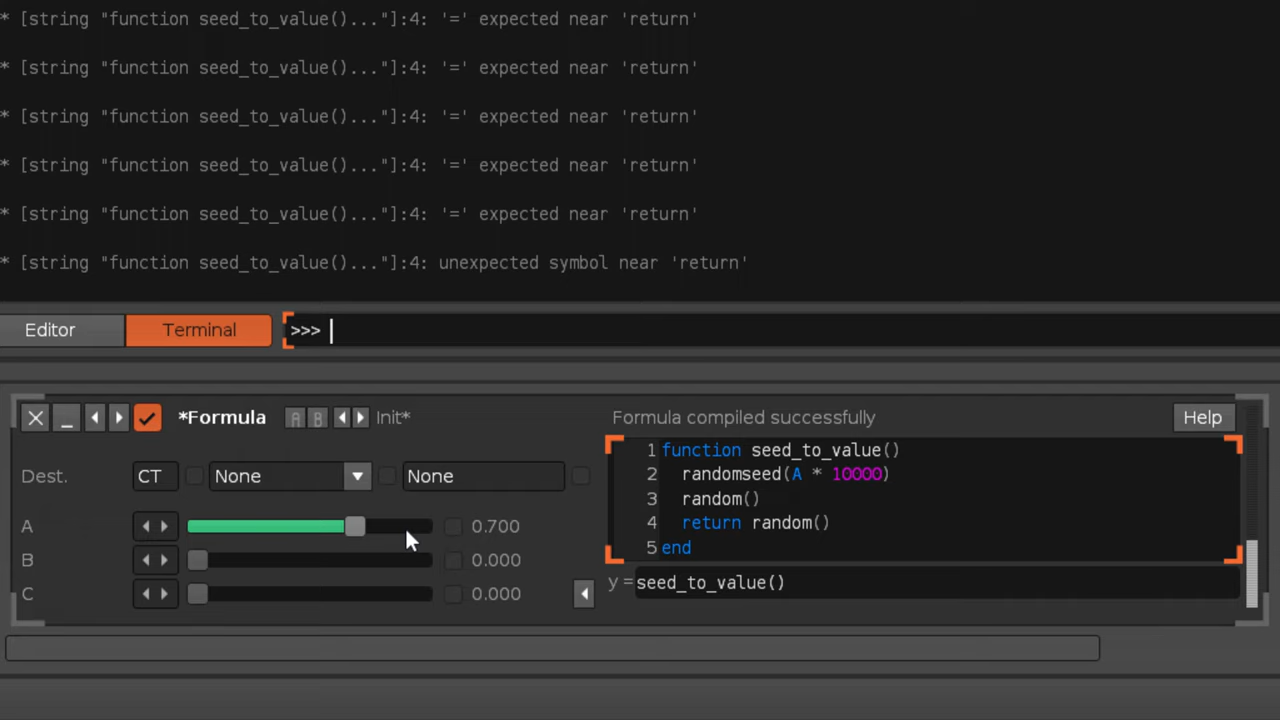 * [string "function seed_to_value()..."]:4: '=' expected near 'return'
* [string "function seed_to_value()..."]:4: '=' expected near 'return'
* [string "function seed_to_value()..."]:4: '=' expected near 'return'
* [string "function seed_to_value()..."]:4: '=' expected near 'return'
* [string "function seed_to_value()..."]:4: '=' expected near 'return'
* [string "function seed_to_value()..."]:4: unexpected symbol near 'return'
Editor Terminal >>>
*Formula A B Init* Formula compiled successfully Help
1 function seed_to_value()
2 randomseed(A * 10000)
3 random()
4 return random()
5 end
y = seed_to_value()
Dest. CT None None
A 0.700
B 0.000
C 0.000